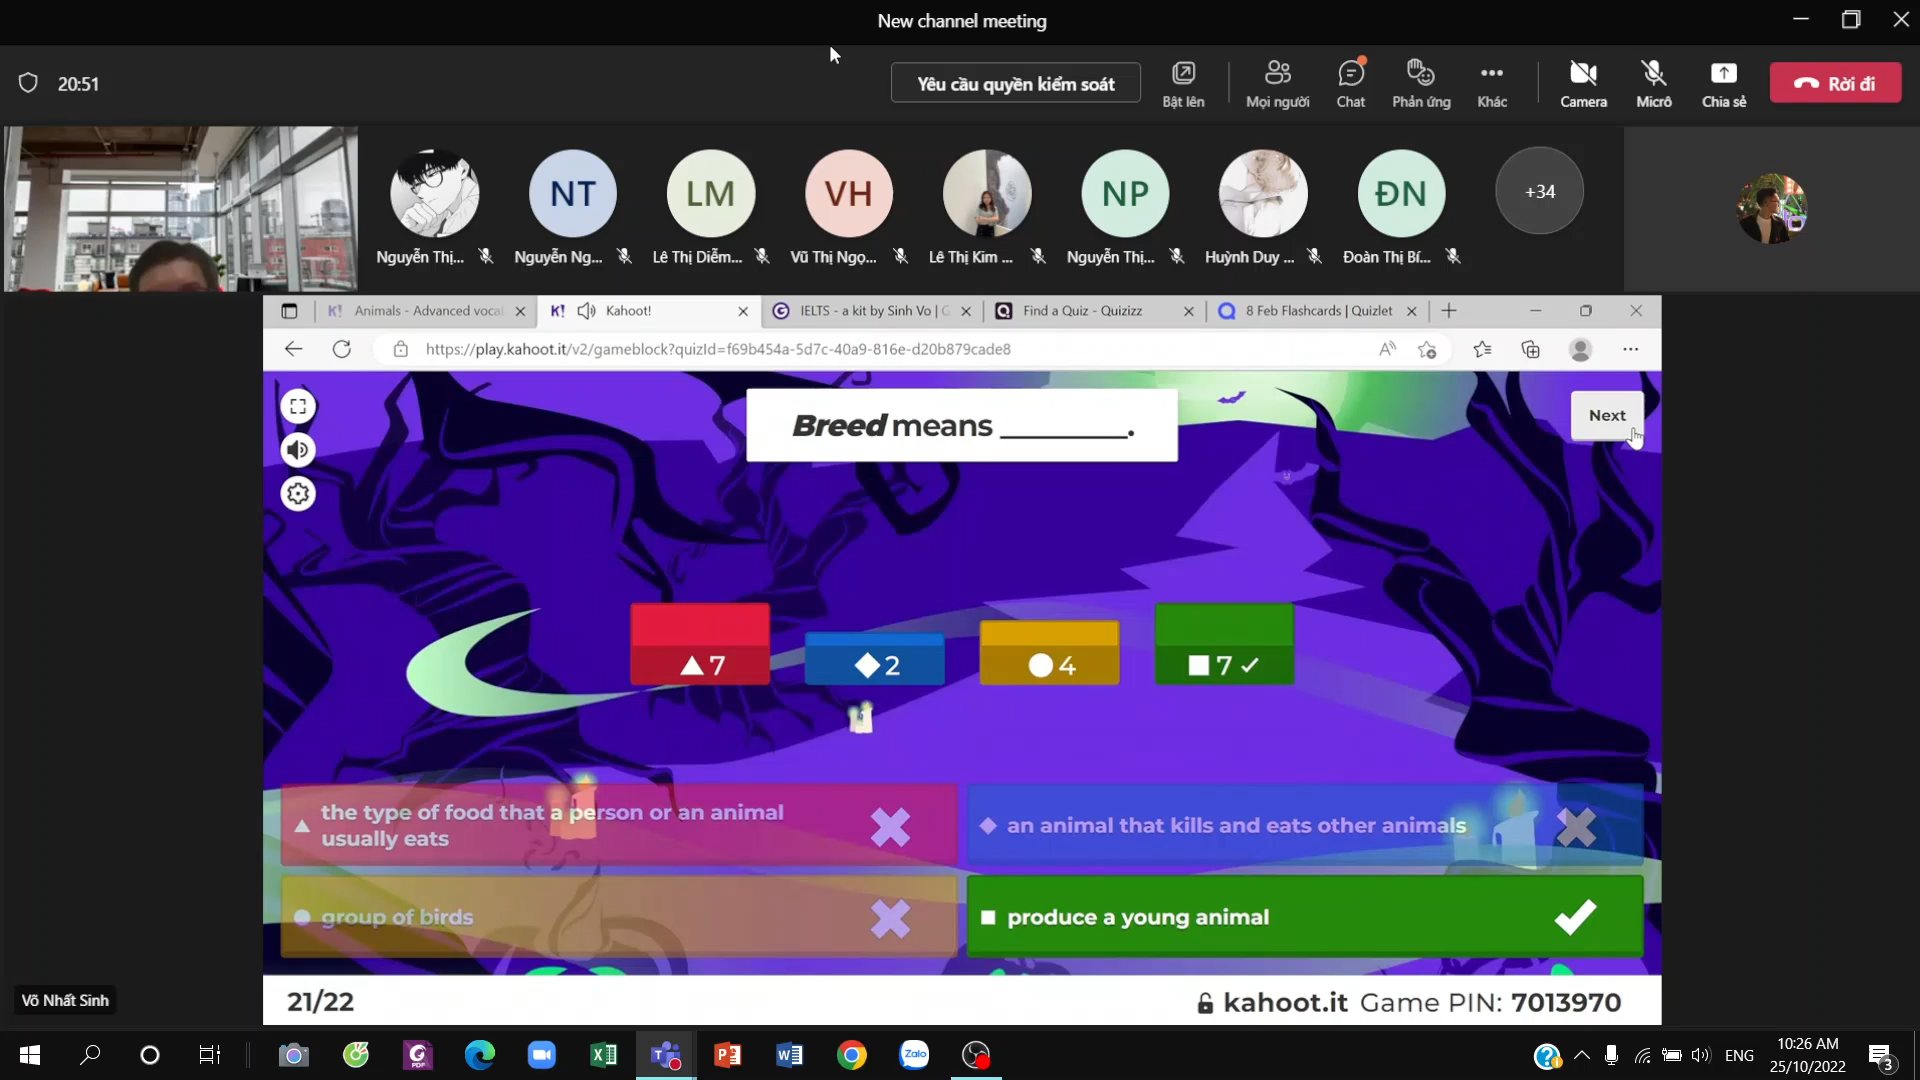 New channel meeting
20:51
Yêu cầu quyền kiểm soát
Bật lên
Mọi người
Chat
Phản ứng
Khác
Camera
Micrô
Chia sẻ
Rời đi
NT
LM
VH
NP
ĐN
+34
Nguyễn Thị...
Nguyễn Ng...
Lê Thị Diễm...
Vũ Thị Ngọ...
Lê Thị Kim ...
Nguyễn Thị...
Huỳnh Duy ...
Đoàn Thị Bí...
K! Animals - Advanced vocal
K! Kahoot!
IELTS - a kit by Sinh Vo | G
Find a Quiz - Quizizz
8 Feb Flashcards | Quizlet
https://play.kahoot.it/v2/gameblock?quizId=f69b454a-5d7c-40a9-816e-d20b879cade8
Breed means _________.
Next
7
2
4
7
the type of food that a person or an animal
usually eats
an animal that kills and eats other animals
group of birds
produce a young animal
21/22
kahoot.it Game PIN: 7013970
Võ Nhất Sinh
PDF
Zalo
ENG
10:26 AM
25/10/2022
3